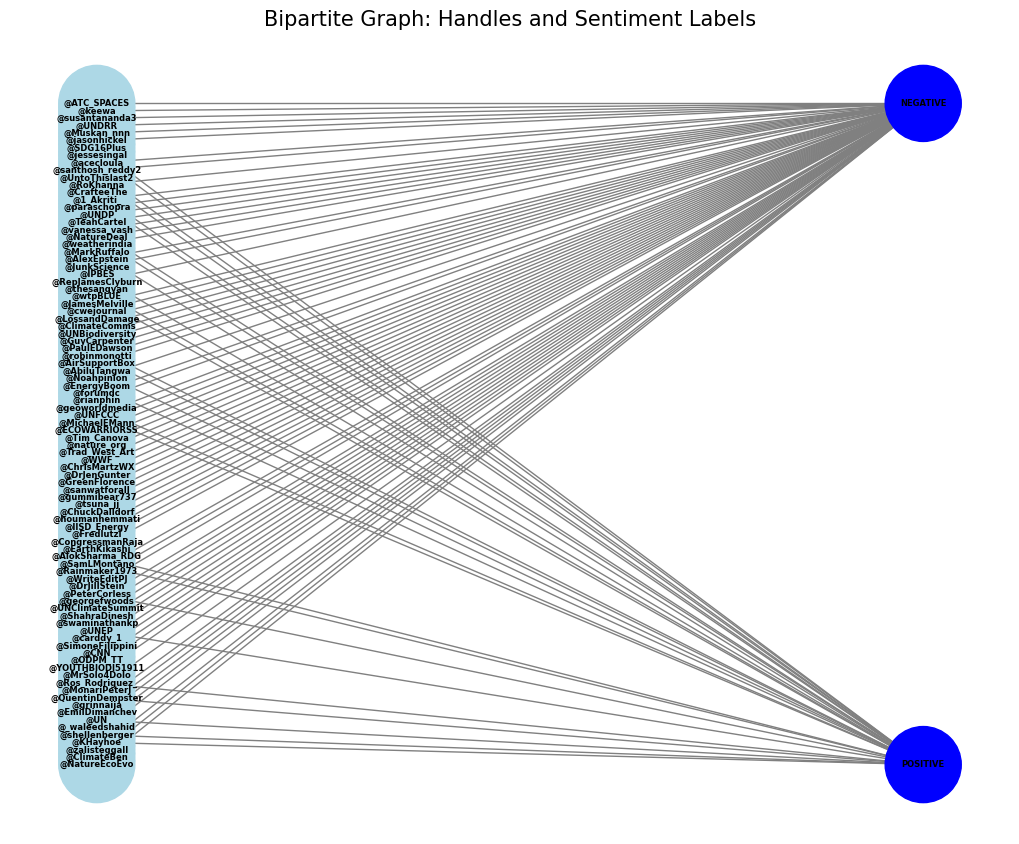 Bipartite Graph: Handles and Sentiment Labels
@ATC_SPACES
@keewa
@susantananda3
@UNDRR
@Muskan_nnn
@jasonhickel
@SDG16Plus
@jessesingal
@acecloula
@santhosh_reddy2
@UntoThislast2
@RoKhanna
@CrafteeThe
@1_Akriti
@paraschopra
@UNDP
@TeahCartel
@vanessa_vash
@NatureDeal
@weatherindia
@MarkRuffalo
@AlexEpstein
@JunkScience
@IPBES
@RepJamesClyburn
@thesangyan
@wtpBLUE
@JamesMelville
@cwejournal
@LossandDamage
@ClimateComms
@UNBiodiversity
@GuyCarpenter
@PaulEDawson
@robinmonotti
@AirSupportBox
@AbilyTangwa
@Noahpinion
@EnergyBoom
@forumdc
@rianphin
@geoworldmedia
@UNFCCC
@MichaelEMann
@ECOWARRIORSS
@Tim_Canova
@nature_org
@Trad_West_Art
@WWF
@ChrisMartzWX
@DrJenGunter
@GreenFlorence
@sanwatforall
@gummibear737
@tsuna_jj
@ChuckDalldorf
@houmanhemmati
@IISD_Energy
@Fredlutzi
@CongressmanRaja
@EarthKikashi
@AlokSharma_RDG
@SamLMontano
@Rainmaker1973
@WriteEditPJ
@DrJillStein
@PeterCorless
@georgefwoods
@UNClimateSummit
@ShahraDinesh
@swaminathankp
@UNEP
@carddy_1
@SimoneFilippini
@CNN
@ODPM_TT
@YOUTHBIODI51911
@MrSolo4Dolo
@Ros_Rodriguez_
@MonariPeterJ
@QuentinDempster
@grinnaija
@EmilDimanchev
@UN
@_waleedshahid
@shellenberger
@KHayhoe
@zalisteggall
@ClimateBen
@NatureEcoEvo
NEGATIVE
POSITIVE